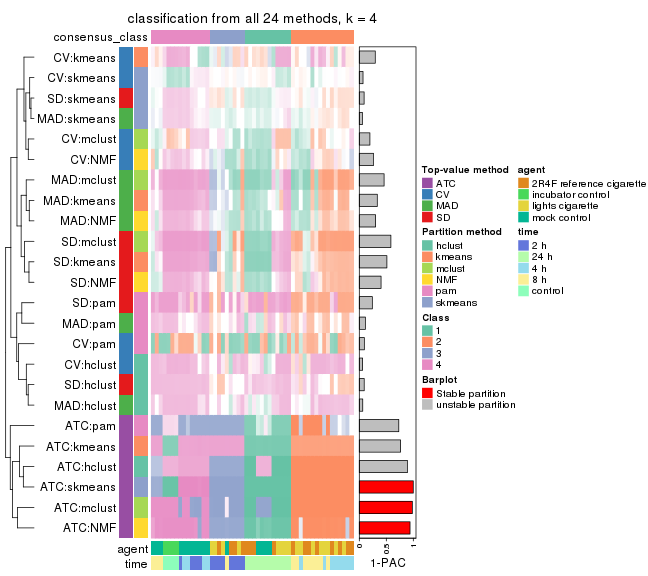 classification from all 24 methods, k = 4
consensus_class
CV:kmeans
CV:skmeans
SD:skmeans
MAD:skmeans
CV:mclust
CV:NMF
MAD:mclust
MAD:kmeans
MAD:NMF
SD:mclust
SD:kmeans
SD:NMF
SD:pam
MAD:pam
CV:pam
CV:hclust
SD:hclust
MAD:hclust
ATC:pam
ATC:kmeans
ATC:hclust
ATC:skmeans
ATC:mclust
ATC:NMF
agent
time
0
0.5
1
1-PAC
Top-value method
ATC
CV
MAD
SD
Partition method
hclust
kmeans
mclust
NMF
pam
skmeans
Class
1
2
3
4
Barplot
Stable partition
unstable partition
agent
2R4F reference cigarette
incubator control
lights cigarette
mock control
time
2 h
24 h
4 h
8 h
control